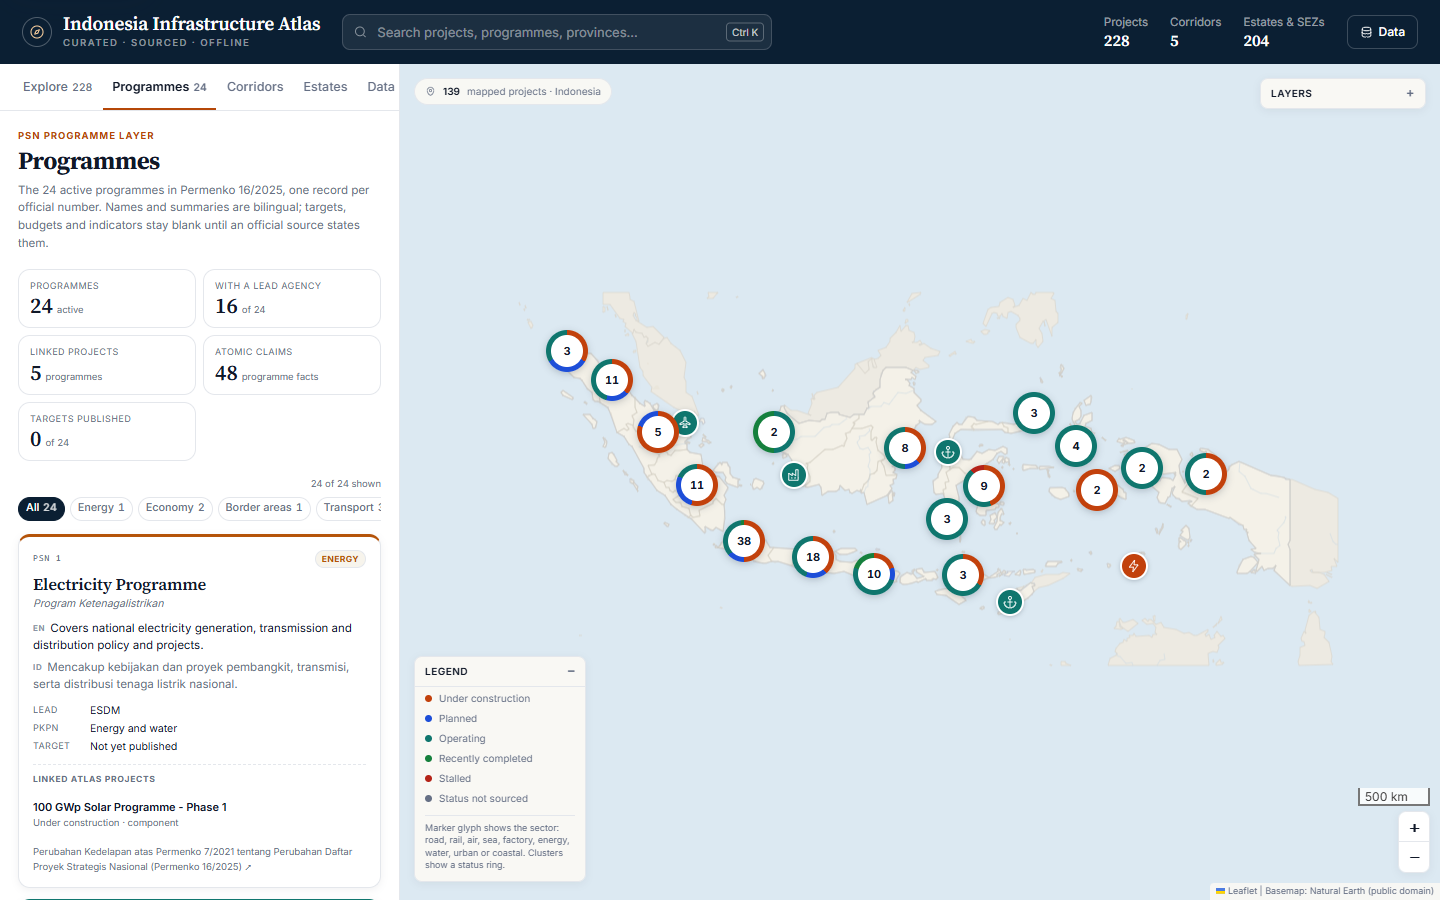 Indonesia Infrastructure Atlas
CURATED · SOURCED · OFFLINE
Search projects, programmes, provinces...
Ctrl K
Projects
228
Corridors
5
Estates & SEZs
204
Data
Explore 228
Programmes 24
Corridors
Estates
Data
PSN PROGRAMME LAYER
Programmes
The 24 active programmes in Permenko 16/2025, one record per
official number. Names and summaries are bilingual; targets,
budgets and indicators stay blank until an official source states
them.
PROGRAMMES
24 active
WITH A LEAD AGENCY
16 of 24
LINKED PROJECTS
5 programmes
ATOMIC CLAIMS
48 programme facts
TARGETS PUBLISHED
0 of 24
24 of 24 shown
All 24
Energy 1
Economy 2
Border areas 1
Transport 3
PSN 1
ENERGY
Electricity Programme
Program Ketenagalistrikan
EN Covers national electricity generation, transmission and
distribution policy and projects.
ID Mencakup kebijakan dan proyek pembangkit, transmisi,
serta distribusi tenaga listrik nasional.
LEAD ESDM
PKPN Energy and water
TARGET Not yet published
LINKED ATLAS PROJECTS
100 GWp Solar Programme - Phase 1
Under construction · component
Perubahan Kedelapan atas Permenko 7/2021 tentang Perubahan Daftar
Proyek Strategis Nasional (Permenko 16/2025) ↗
139 mapped projects · Indonesia
LAYERS +
3
11
5
2
11
38
18
10
8
3
9
3
3
4
2
2
2
LEGEND −
Under construction
Planned
Operating
Recently completed
Stalled
Status not sourced
Marker glyph shows the sector:
road, rail, air, sea, factory, energy,
water, urban or coastal. Clusters
show a status ring.
500 km
+
−
Leaflet | Basemap: Natural Earth (public domain)